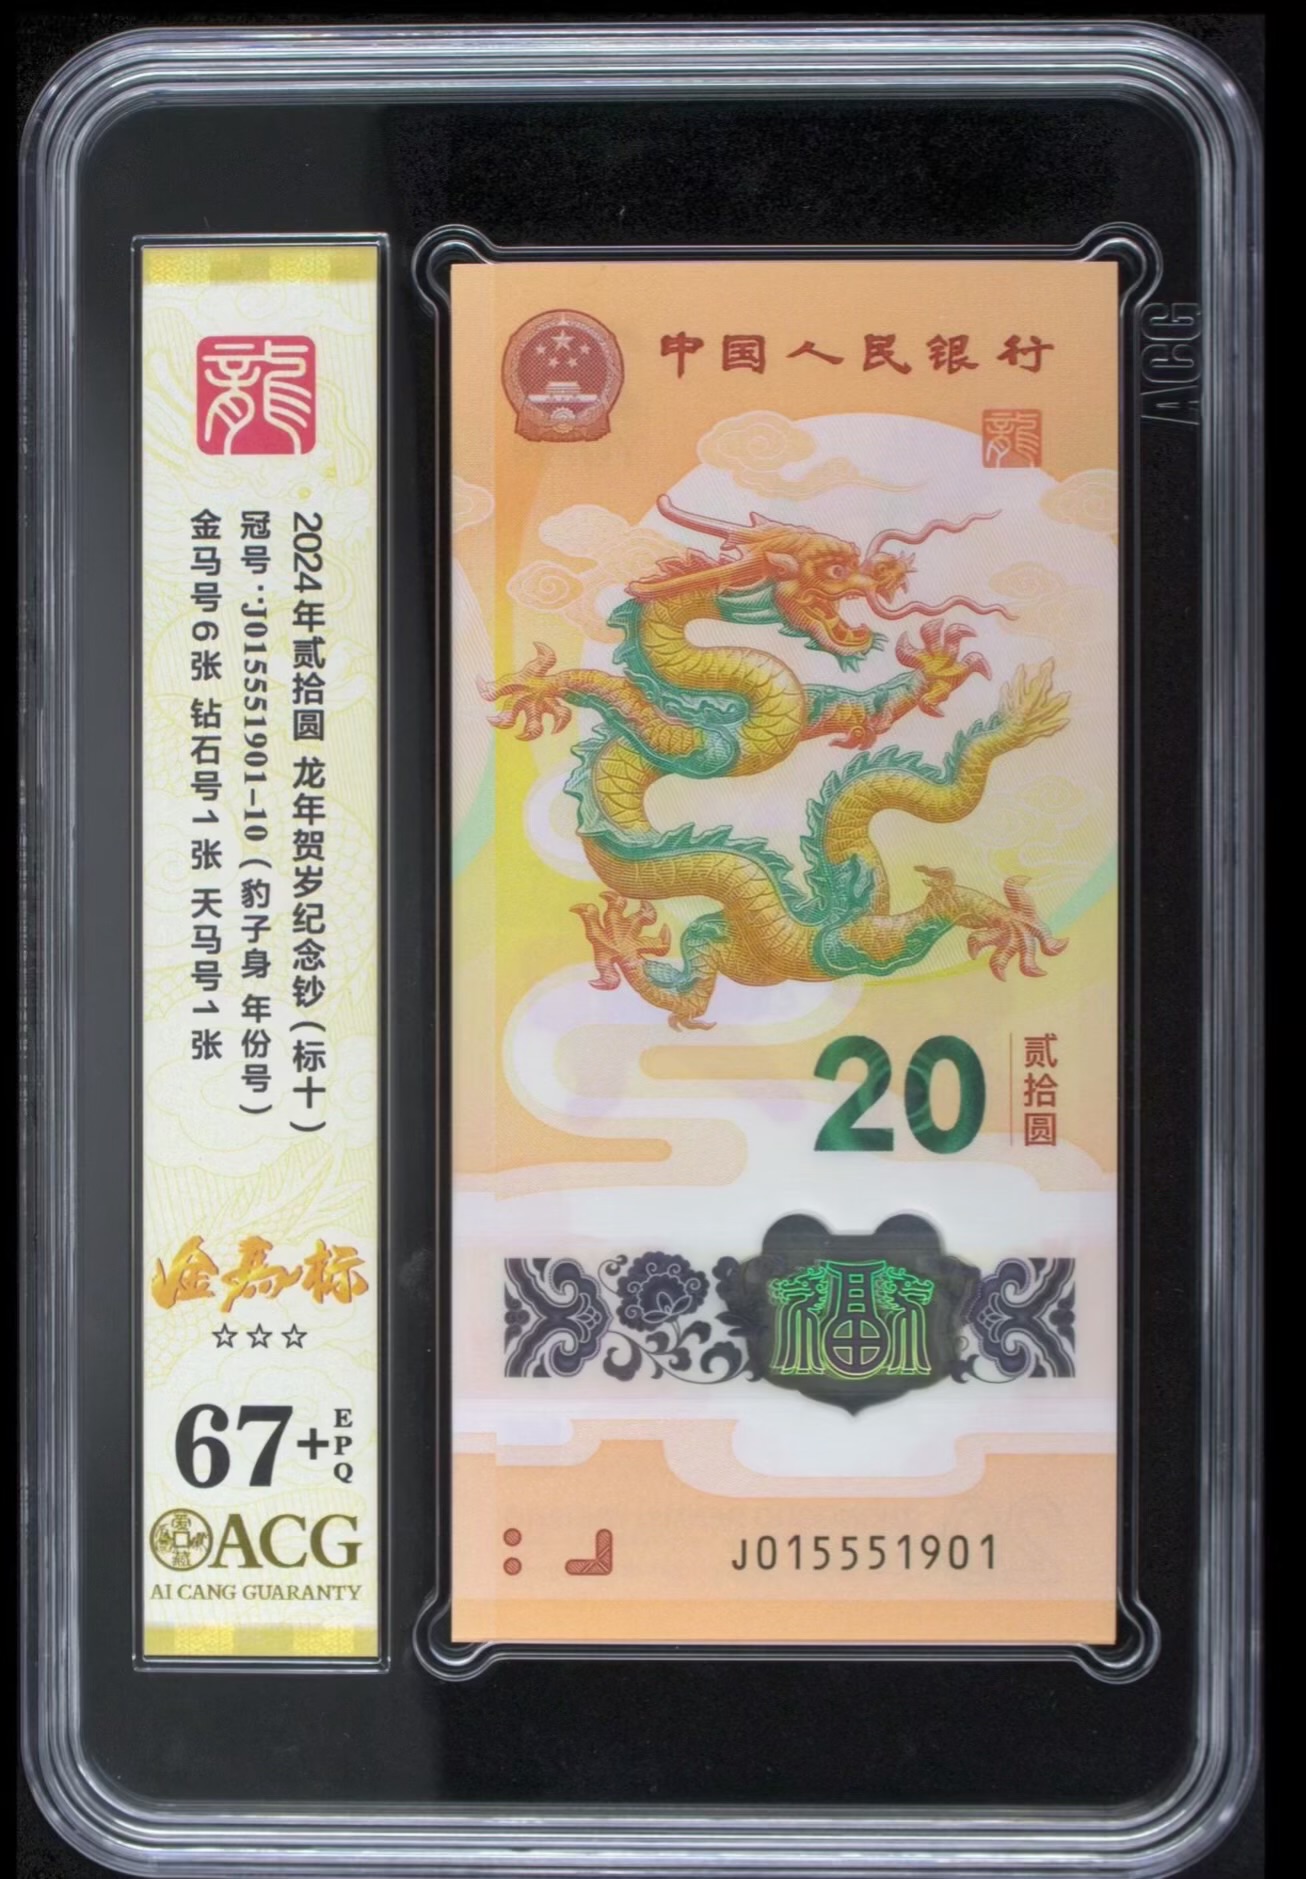 龍
2024年贰拾圆 龙年贺岁纪念钞（标十）
冠号：J015551901-10（豹子身 年份号）
金马号6张 钻石号1张 天马号1张
金马标
☆☆☆
67+EPQ
ACG
AI CANG GUARANTY
中国人民银行
龍
20
贰拾圆
福
J015551901
ACG